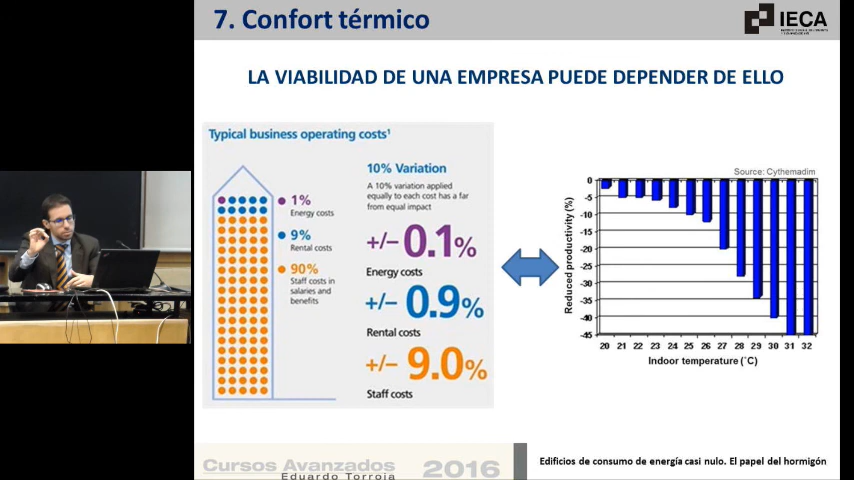 7. Confort térmico
IECA
LA VIABILIDAD DE UNA EMPRESA PUEDE DEPENDER DE ELLO
Typical business operating costs¹
1%
Energy costs
9%
Rental costs
90%
Staff costs in
salaries and
benefits
10% Variation
A 10% variation applied
equally to each cost has a far
from equal impact
+/– 0.1%
Energy costs
+/– 0.9%
Rental costs
+/– 9.0%
Staff costs
Source: Cythemadim
Reduced productivity (%)
0
-5
-10
-15
-20
-25
-30
-35
-40
-45
20 21 22 23 24 25 26 27 28 29 30 31 32
Indoor temperature (˚C)
Cursos Avanzados 2016
Eduardo Torroja
Edificios de consumo de energía casi nulo. El papel del hormigón